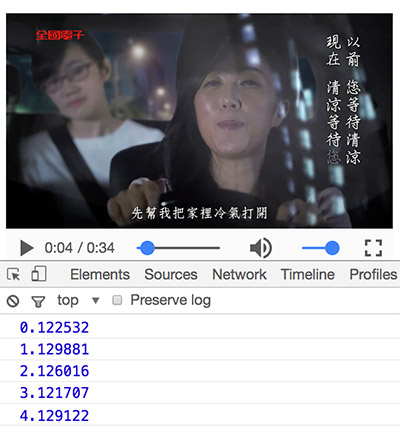 全國電子
以前 您等待清涼
現在 清涼等待您
先幫我把家裡冷氣打開
0:04 / 0:34
Elements Sources Network Timeline Profiles
top ▼ Preserve log
0.122532
1.129881
2.126016
3.121707
4.129122